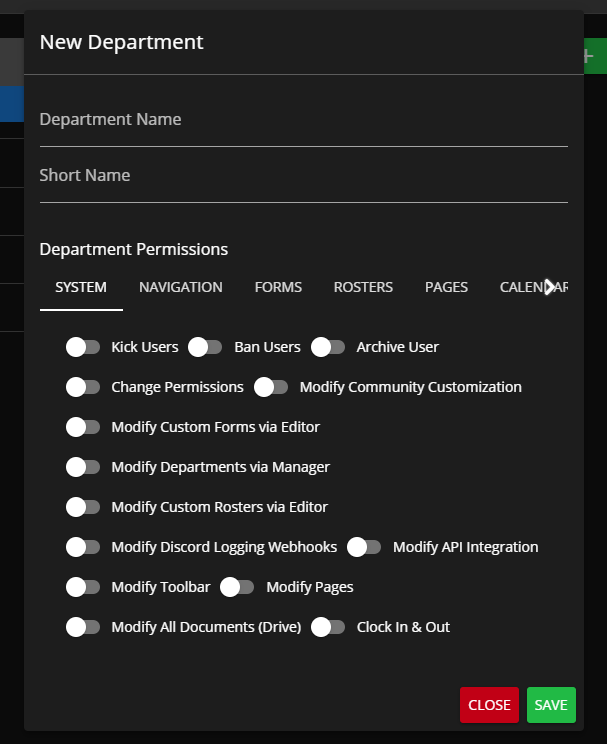 New Department
Department Name
Short Name
Department Permissions
SYSTEM NAVIGATION FORMS ROSTERS PAGES CALENDAR
Kick Users Ban Users Archive User
Change Permissions Modify Community Customization
Modify Custom Forms via Editor
Modify Departments via Manager
Modify Custom Rosters via Editor
Modify Discord Logging Webhooks Modify API Integration
Modify Toolbar Modify Pages
Modify All Documents (Drive) Clock In & Out
CLOSE SAVE